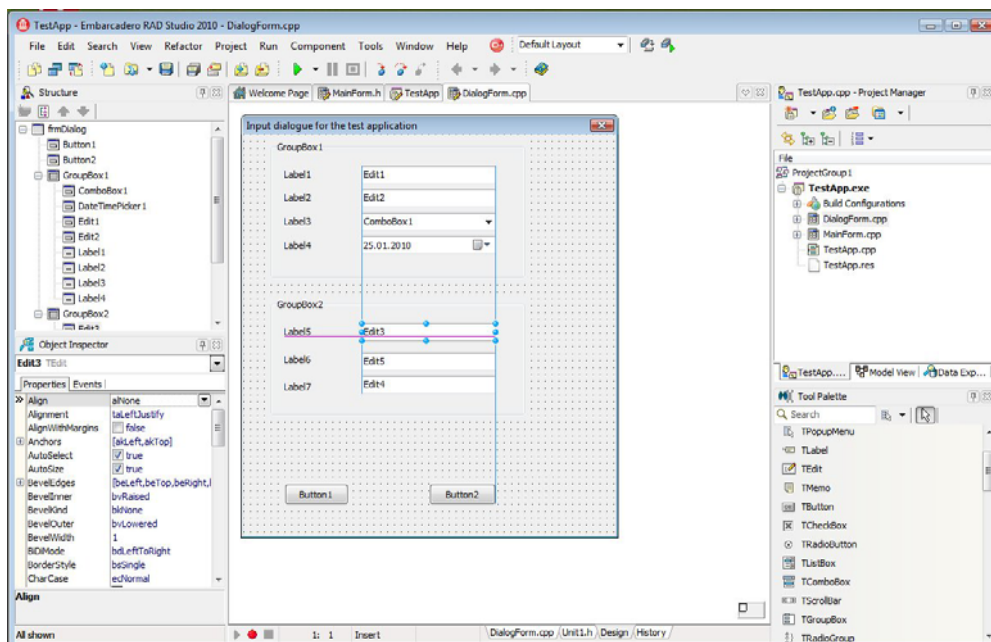 TestApp - Embarcadero RAD Studio 2010 - DialogForm.cpp
File Edit Search View Refactor Project Run Component Tools Window Help Default Layout
Structure
frmDialog
Button1
Button2
GroupBox1
ComboBox1
DateTimePicker1
Edit1
Edit2
Label1
Label2
Label3
Label4
GroupBox2
Edit3
Object Inspector
Edit3 TEdit
Properties Events
Align alNone
Alignment taLeftJustify
AlignWithMargins false
Anchors [akLeft,akTop]
AutoSelect true
AutoSize true
BevelEdges [beLeft,beTop,beRight,
BevelInner bvRaised
BevelKind bkNone
BevelOuter bvLowered
BevelWidth 1
BiDiMode bdLeftToRight
BorderStyle bsSingle
CharCase ecNormal
Align
All shown
Welcome Page MainForm.h TestApp DialogForm.cpp
Input dialogue for the test application
GroupBox1
Label1 Edit1
Label2 Edit2
Label3 ComboBox1
Label4 25.01.2010
GroupBox2
Label5 Edit3
Label6 Edit5
Label7 Edit4
Button1 Button2
1: 1 Insert DialogForm.cpp Unit1.h Design History
TestApp.cpp - Project Manager
File
ProjectGroup1
TestApp.exe
Build Configurations
DialogForm.cpp
MainForm.cpp
TestApp.cpp
TestApp.res
TestApp.... Model View Data Exp...
Tool Palette
Search
TPopupMenu
TLabel
TEdit
TMemo
TButton
TCheckBox
TRadioButton
TListBox
TComboBox
TScrollBar
TGroupBox
TRadioGroup